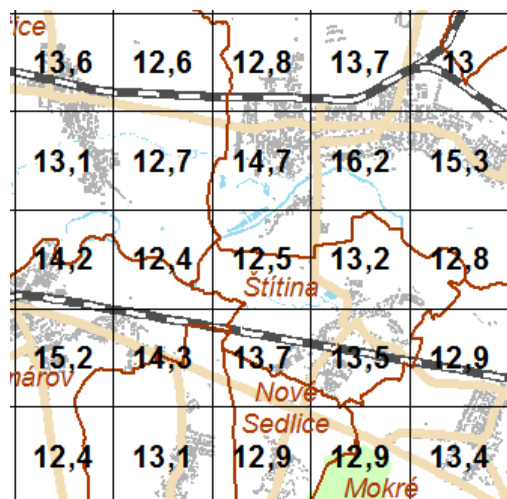 ice
13,6 12,6 12,8 13,7 13
13,1 12,7 14,7 16,2 15,3
14,2 12,4 12,5 13,2 12,8
Štítina
15,2 14,3 13,7 13,5 12,9
márov
Nové
Sedlice
12,4 13,1 12,9 12,9 13,4
Mokré